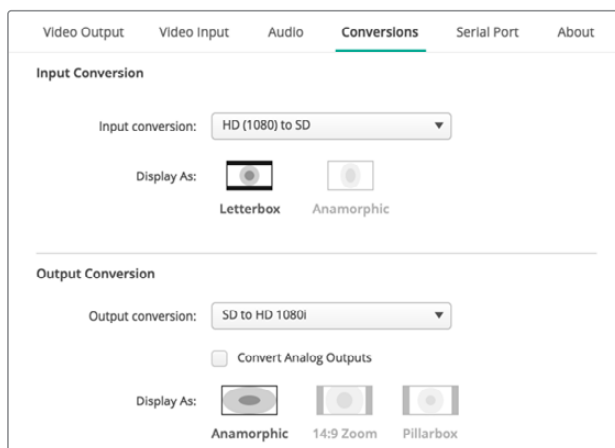 Video Output Video Input Audio Conversions Serial Port About
Input Conversion
Input conversion: HD (1080) to SD
Display As:
Letterbox Anamorphic
Output Conversion
Output conversion: SD to HD 1080i
Convert Analog Outputs
Display As:
Anamorphic 14:9 Zoom Pillarbox